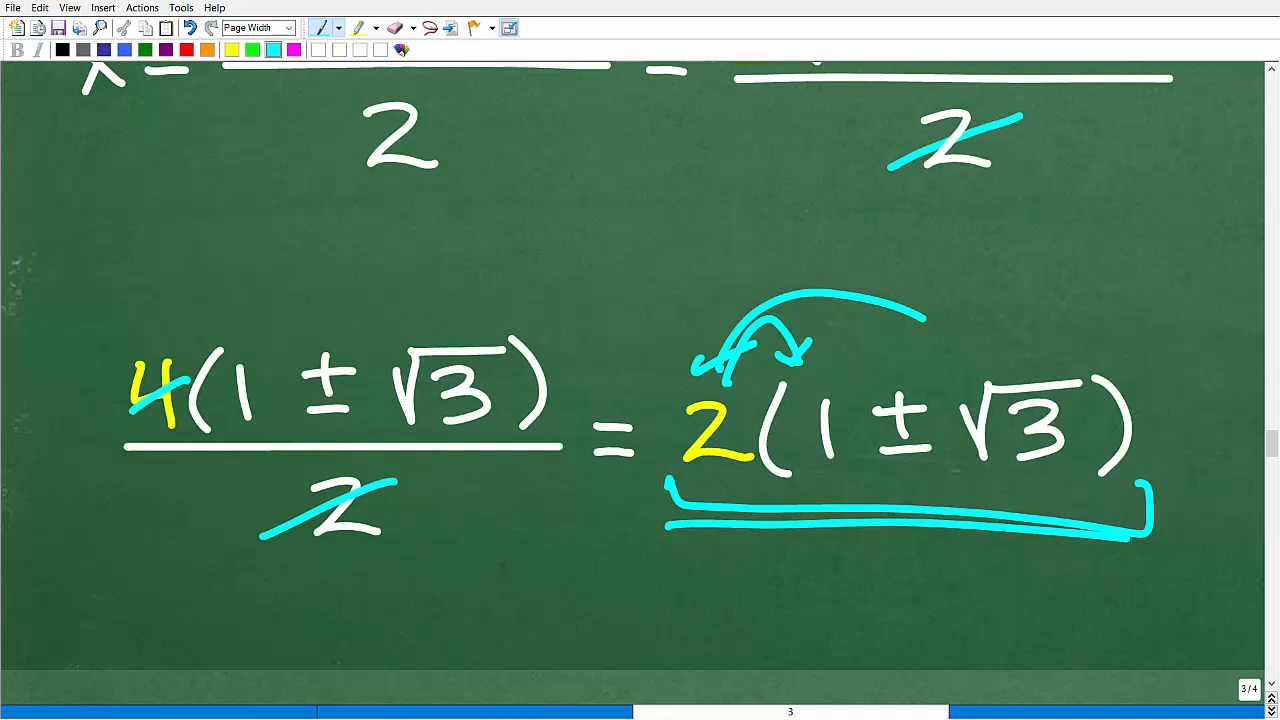 File Edit View Insert Actions Tools Help
Page Width
B I
x = =
2 2
4(1 ± √3) = 2(1 ± √3)
2
3/4
3